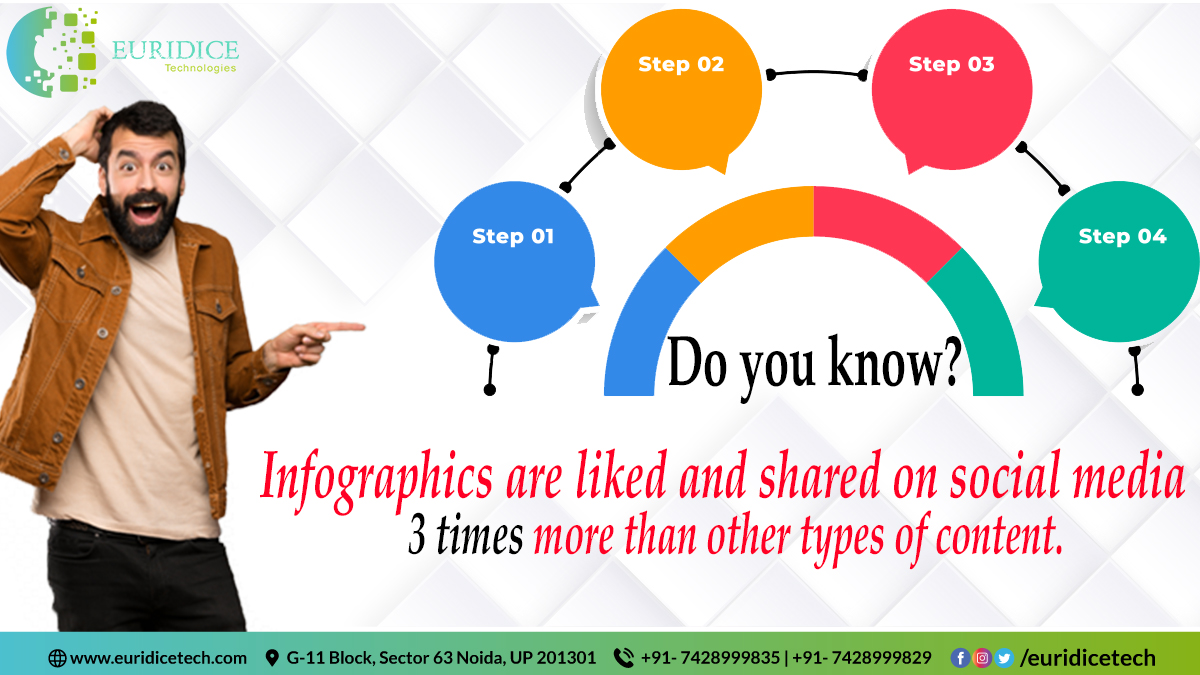 EURIDICE
Technologies
Step 01
Step 02
Step 03
Step 04
Do you know?
Infographics are liked and shared on social media
3 times more than other types of content.
www.euridicetech.com G-11 Block, Sector 63 Noida, UP 201301 +91- 7428999835 | +91- 7428999829 /euridicetech